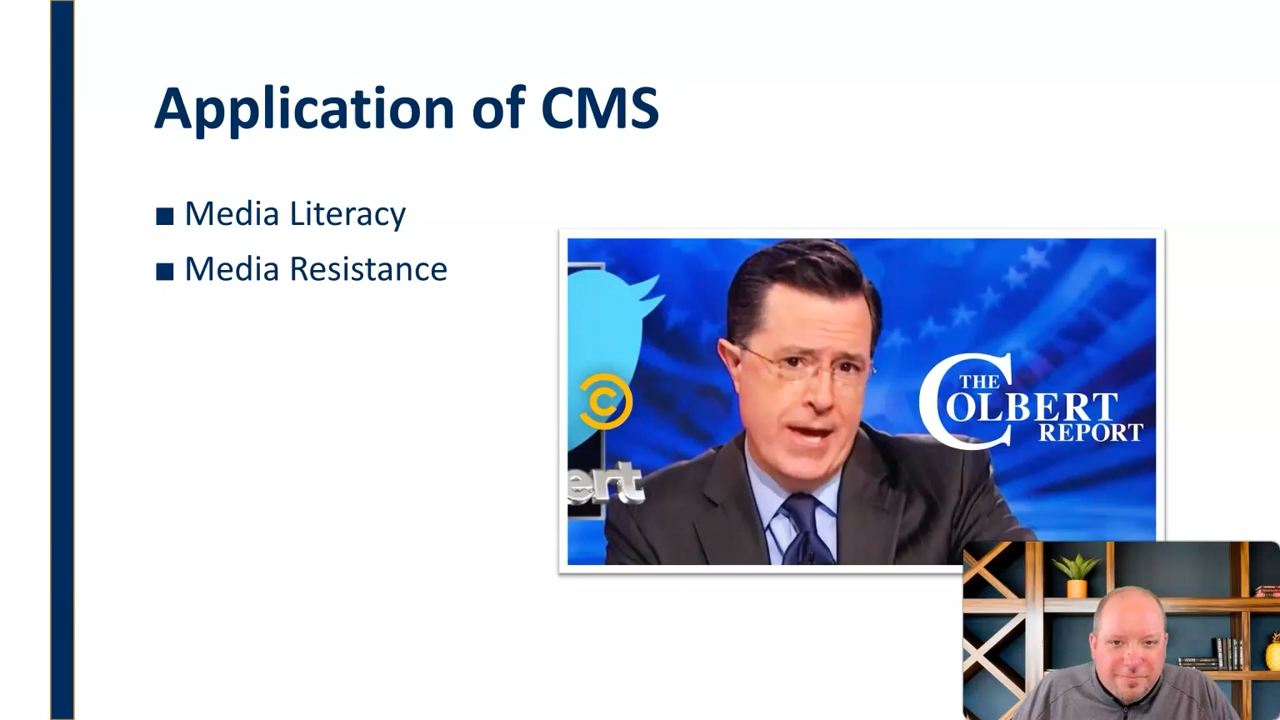 Application of CMS
■ Media Literacy
■ Media Resistance
THE
COLBERT
REPORT
ert